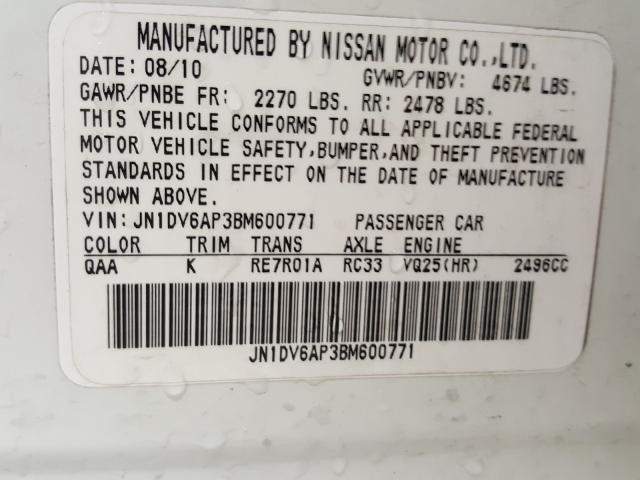 MANUFACTURED BY NISSAN MOTOR CO.,LTD.
DATE: 08/10 GVWR/PNBV: 4674 LBS.
GAWR/PNBE FR: 2270 LBS. RR: 2478 LBS.
THIS VEHICLE CONFORMS TO ALL APPLICABLE FEDERAL
MOTOR VEHICLE SAFETY,BUMPER,AND THEFT PREVENTION
STANDARDS IN EFFECT ON THE DATE OF MANUFACTURE
SHOWN ABOVE.
VIN:JN1DV6AP3BM600771 PASSENGER CAR
COLOR TRIM TRANS AXLE ENGINE
QAA K RE7R01A RC33 VQ25(HR) 2496CC
JN1DV6AP3BM600771